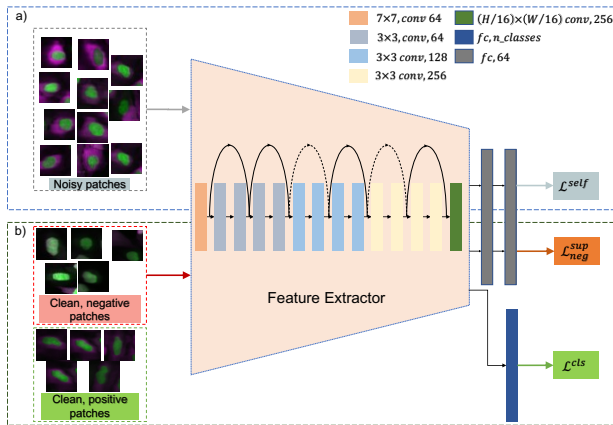 a)
7×7, conv 64
3×3, conv, 64
3×3 conv, 128
3×3 conv, 256
(H/16)×(W/16) conv, 256
fc, n_classes
fc, 64
Noisy patches
b)
Clean, negative
patches
Clean, positive
patches
Feature Extractor
ℒ^self
ℒ^sup_neg
ℒ^cls